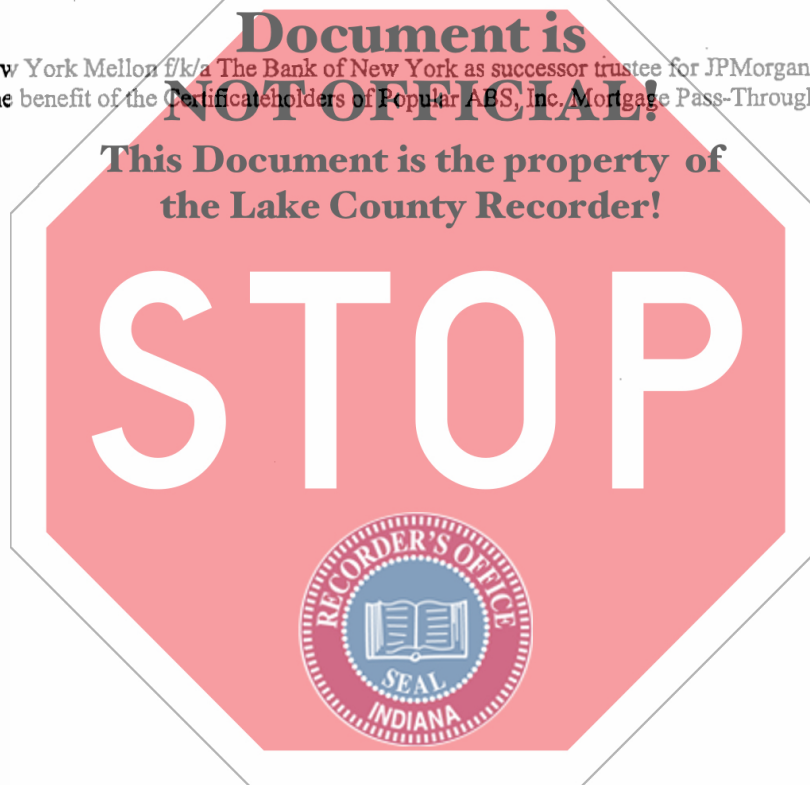 Document is
w York Mellon f/k/a The Bank of New York as successor trustee for JPMorgan
e benefit of the Certificateholders of Popular ABS, Inc. Mortgage Pass-Through
NOT OFFICIAL!
This Document is the property of
the Lake County Recorder!
STOP
RECORDER'S OFFICE
SEAL
INDIANA